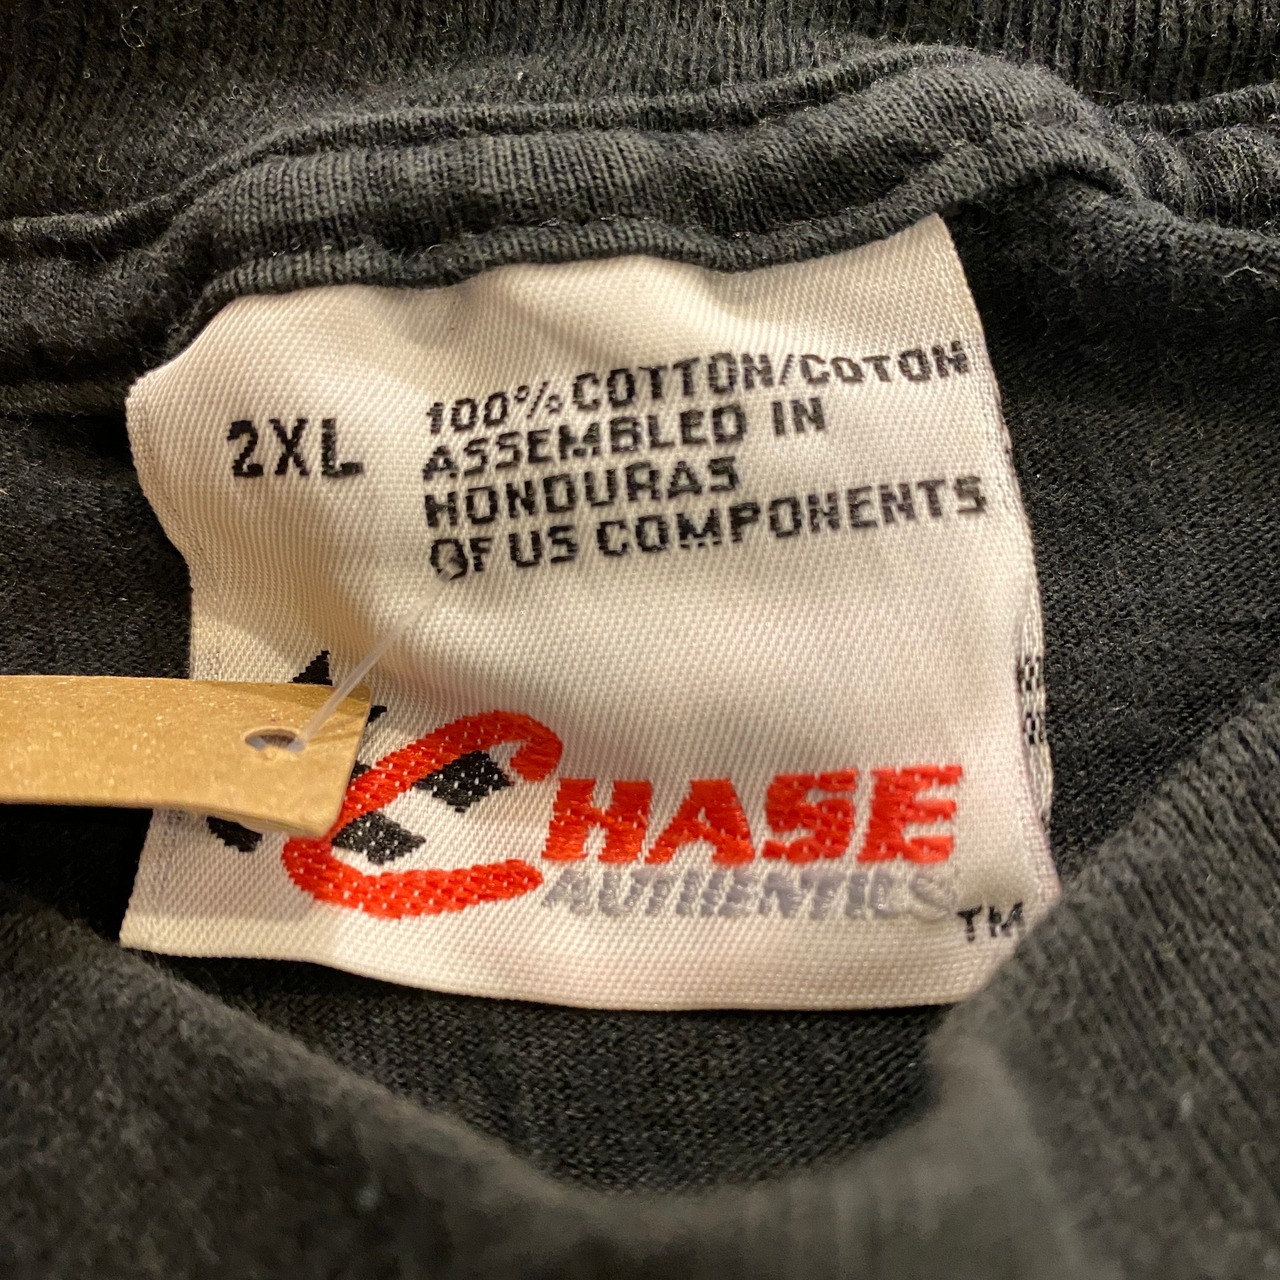 2XL
100% COTTON/COTON
ASSEMBLED IN
HONDURAS
OF US COMPONENTS
CHASE
AUTHENTICS
TM